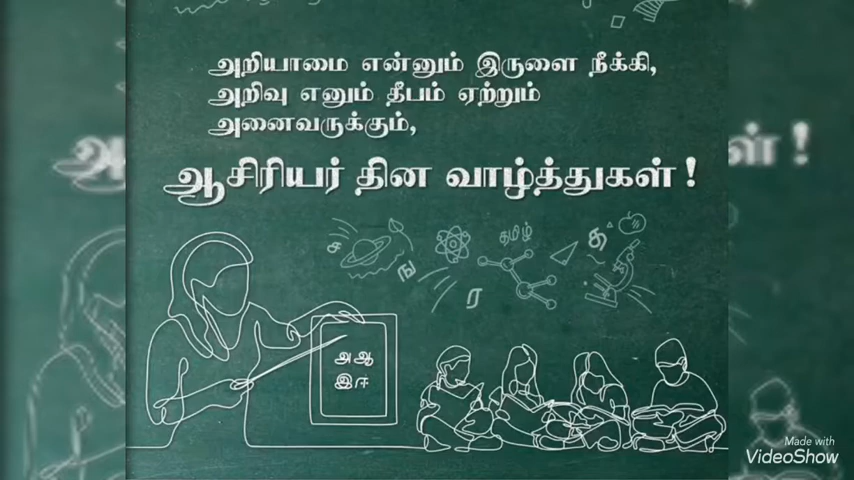 அறியாமை என்னும் இருளை நீக்கி,
அறிவு எனும் தீபம் ஏற்றும்
அனைவருக்கும்,
ஆசிரியர் தின வாழ்த்துகள் !
ச
ங
ர
தமிழ்
த
அ ஆ
இ ஈ
Made with
VideoShow